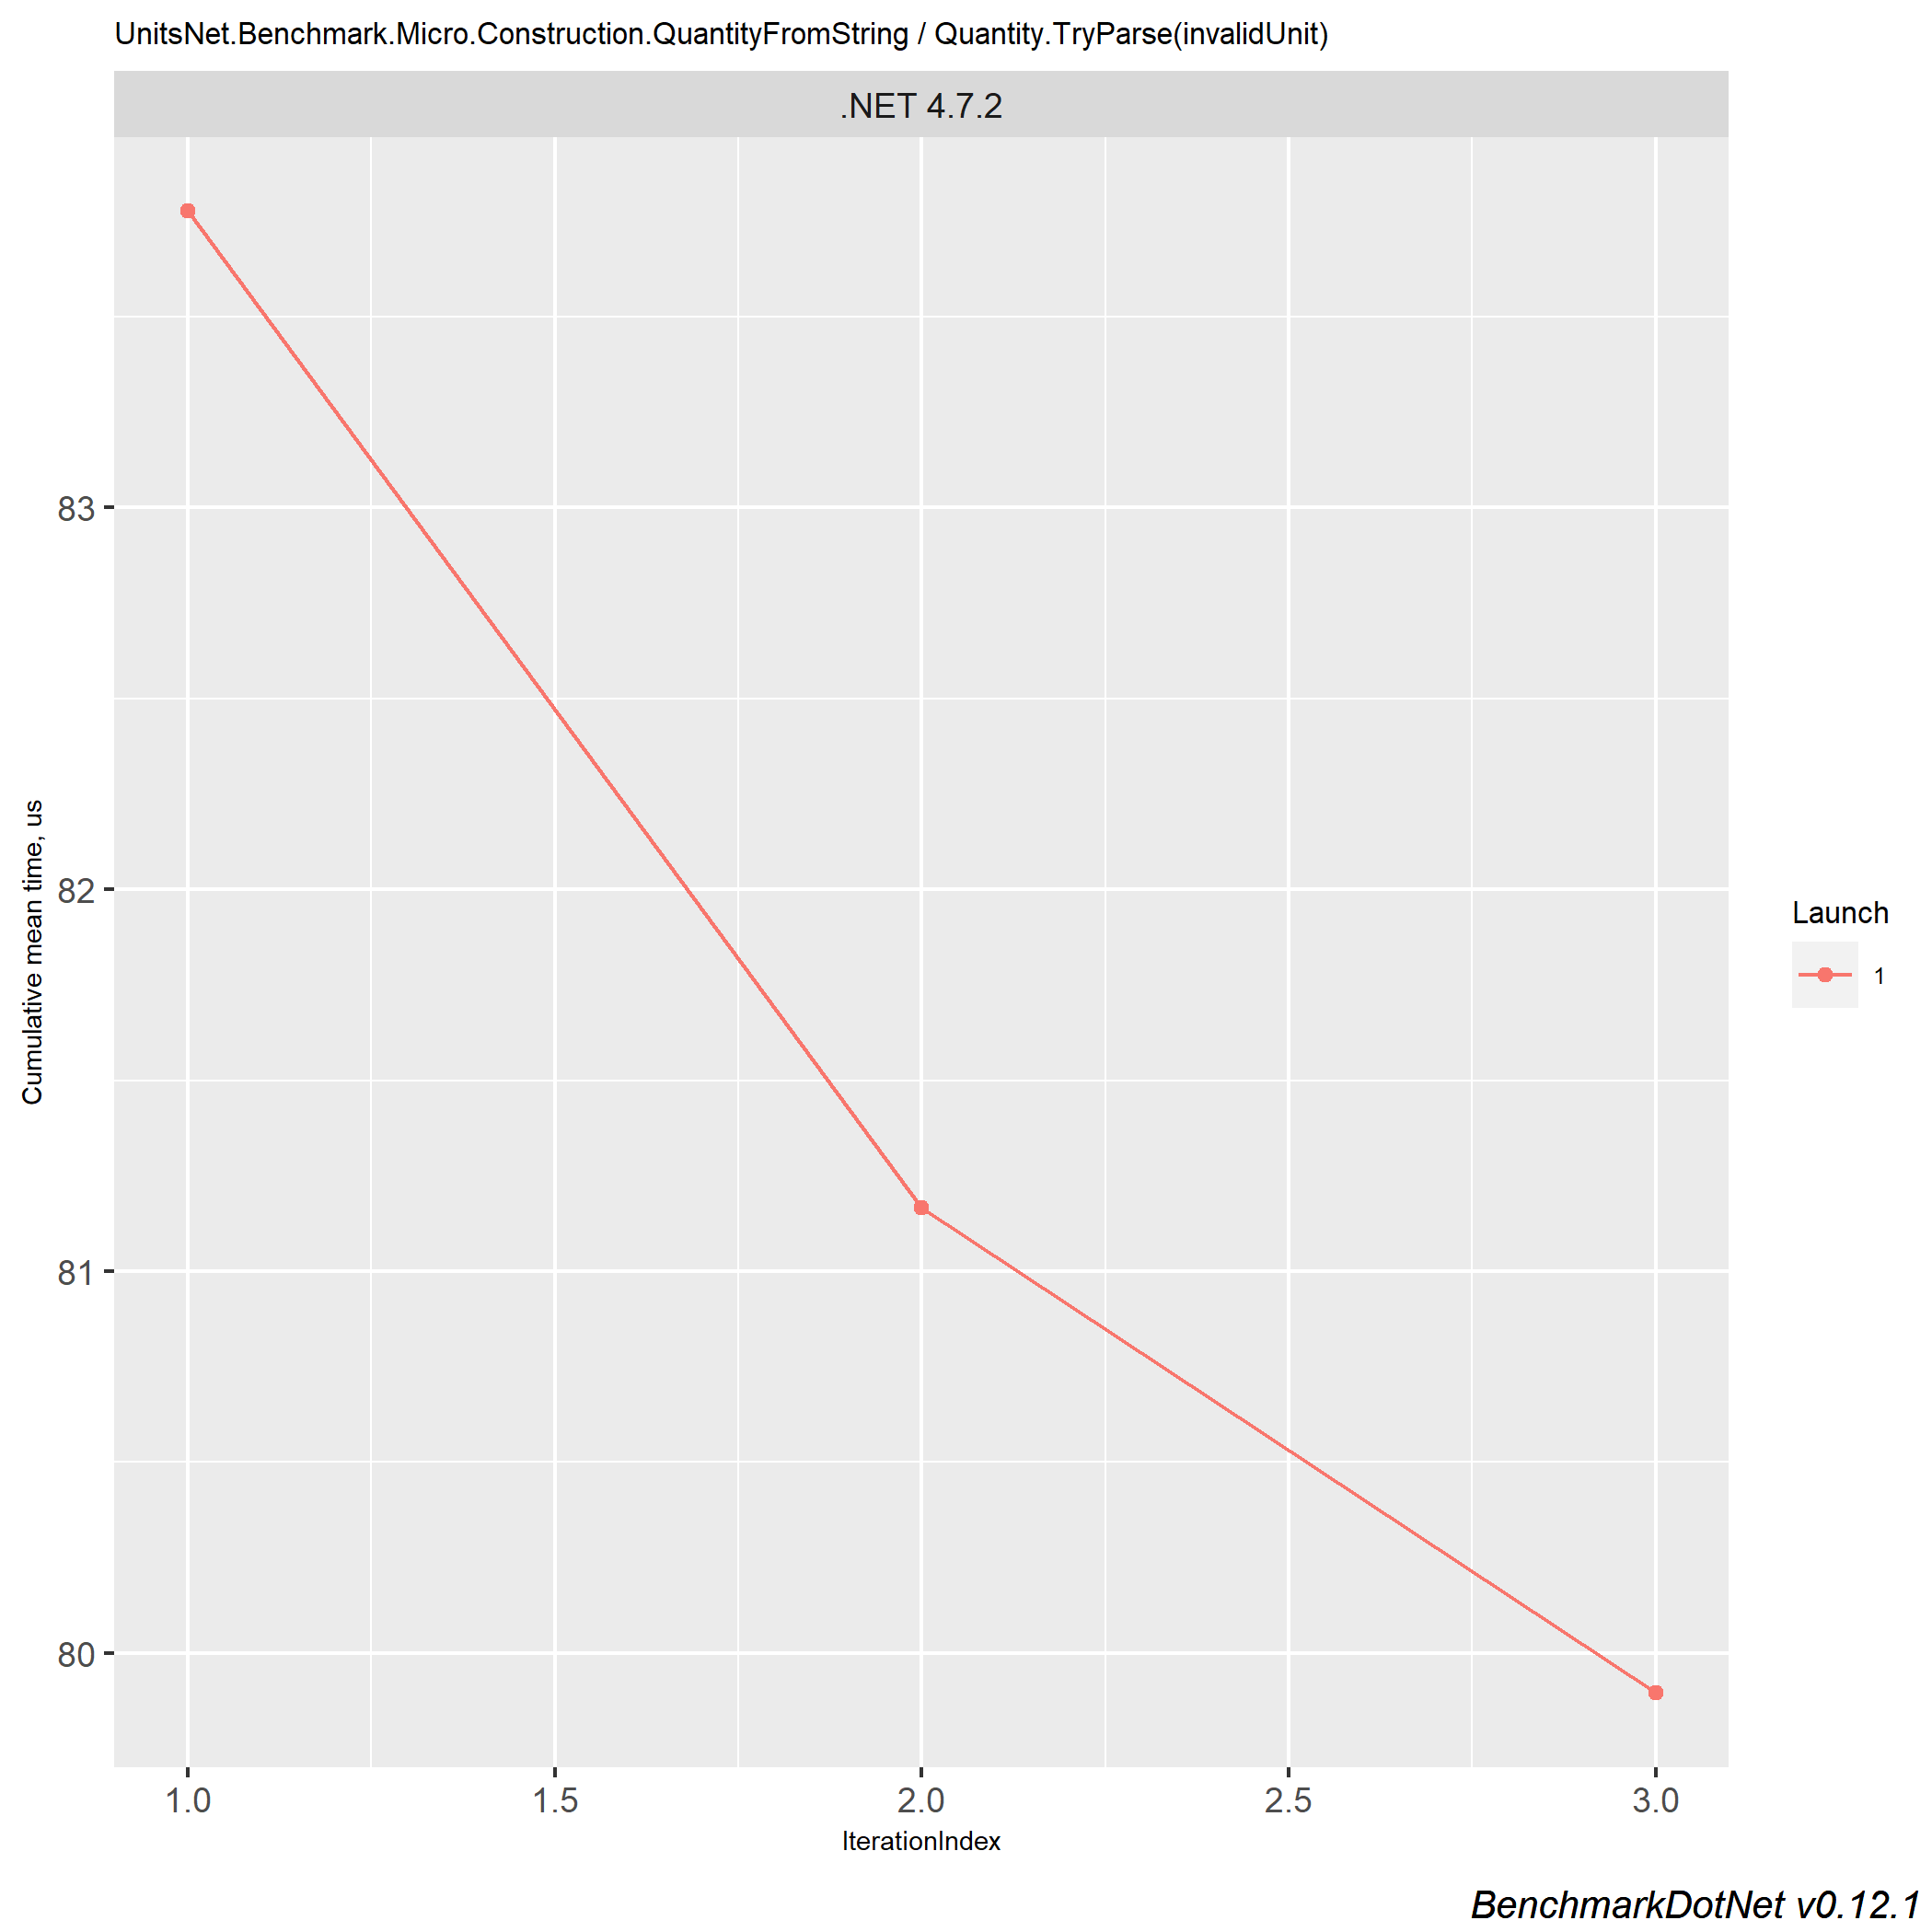 UnitsNet.Benchmark.Micro.Construction.QuantityFromString / Quantity.TryParse(invalidUnit)
.NET 4.7.2
83
82
81
80
Cumulative mean time, us
1.0 1.5 2.0 2.5 3.0
IterationIndex
Launch
1
BenchmarkDotNet v0.12.1